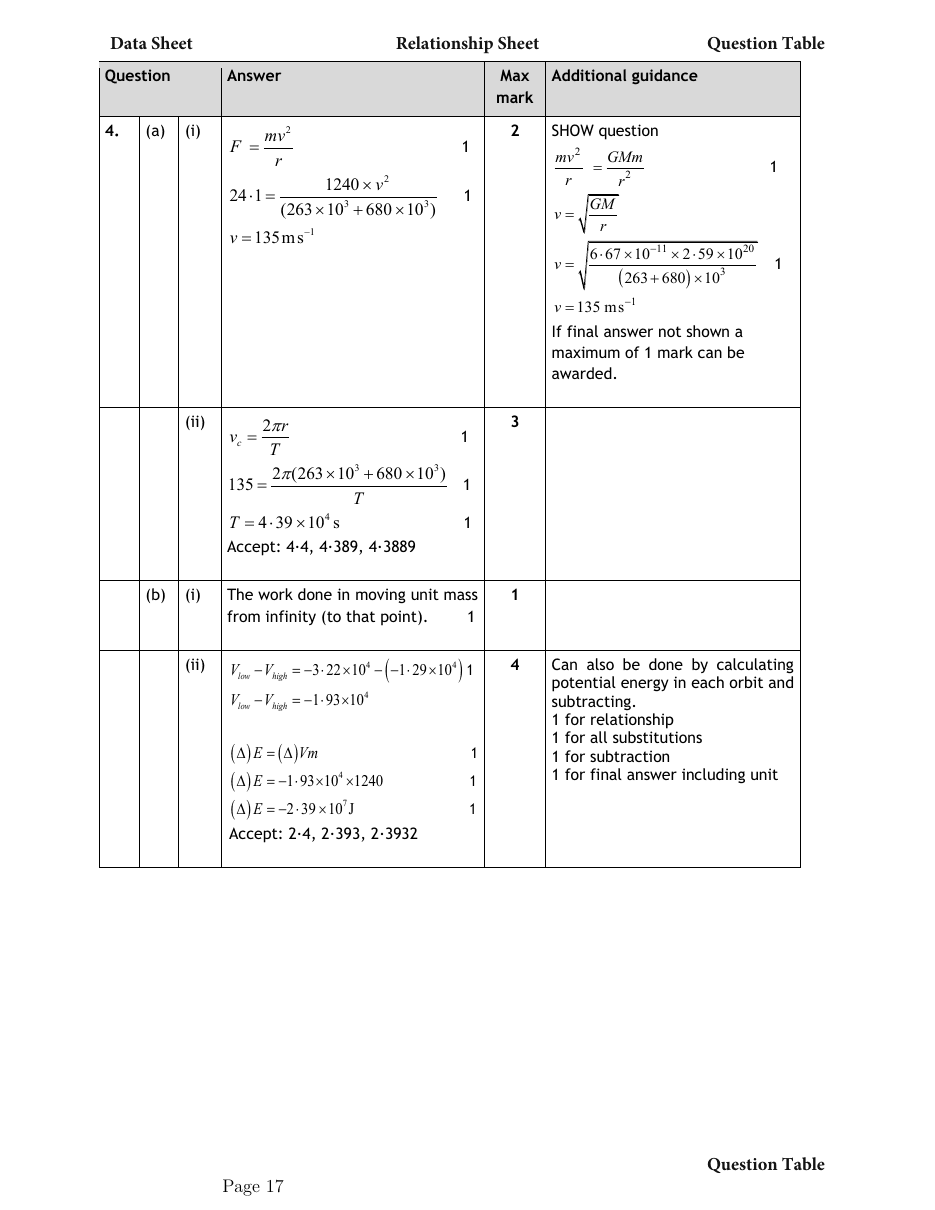 Data Sheet Relationship Sheet Question Table
Question Answer Max mark Additional guidance
4. (a) (i) F = mv²/r 1
24·1 = 1240 × v² / (263 × 10³ + 680 × 10³) 1
v = 135 m s⁻¹
2
SHOW question
mv²/r = GMm/r² 1
v = √(GM/r)
v = √(6·67 × 10⁻¹¹ × 2·59 × 10²⁰ / (263 + 680) × 10³) 1
v = 135 ms⁻¹
If final answer not shown a
maximum of 1 mark can be
awarded.
(ii) v_c = 2πr/T 1
135 = 2π(263 × 10³ + 680 × 10³) / T 1
T = 4·39 × 10⁴ s 1
Accept: 4·4, 4·389, 4·3889
3
(b) (i) The work done in moving unit mass
from infinity (to that point). 1
1
(ii) V_low − V_high = −3·22×10⁴ − (−1·29×10⁴) 1
V_low − V_high = −1·93×10⁴
(Δ)E = (Δ)Vm 1
(Δ)E = −1·93×10⁴ ×1240 1
(Δ)E = −2·39×10⁷ J 1
Accept: 2·4, 2·393, 2·3932
4
Can also be done by calculating
potential energy in each orbit and
subtracting.
1 for relationship
1 for all substitutions
1 for subtraction
1 for final answer including unit
Question Table
Page 17